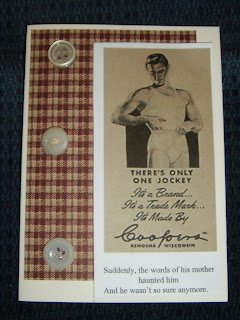 THERE'S ONLY
ONE JOCKEY
It's a Brand...
It's a Trade Mark...
It's Made By
Coopers
KENOSHA WISCONSIN
Suddenly, the words of his mother
haunted him
And he wasn't so sure anymore.